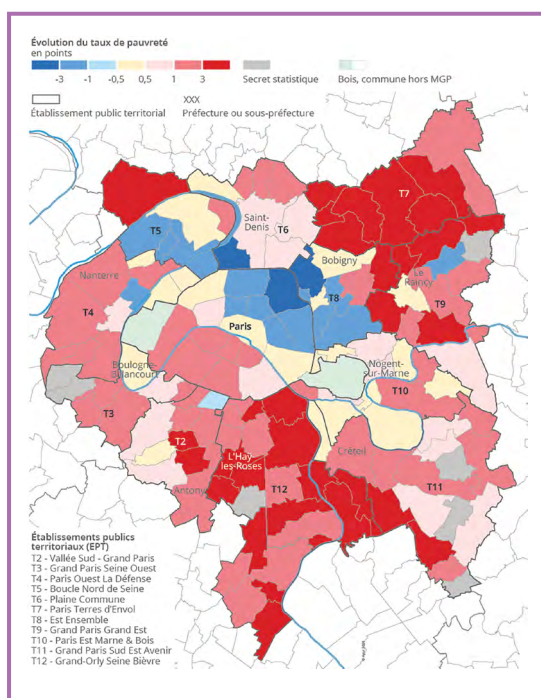 Évolution du taux de pauvreté
en points
-3 -1 -0,5 0,5 1 3 Secret statistique Bois, commune hors MGP
XXX
Établissement public territorial Préfecture ou sous-préfecture
T7
T5
Saint-
Denis T6
Bobigny
Nanterre
Le
Raincy
T4
T8
T9
Paris
Boulogne-
Billancourt
Nogent-
sur-Marne
T10
T3
T2
L'Haÿ
les-Roses
Créteil
Antony
T12
T11
Établissements publics
territoriaux (EPT)
T2 - Vallée Sud - Grand Paris
T3 - Grand Paris Seine Ouest
T4 - Paris Ouest La Défense
T5 - Boucle Nord de Seine
T6 - Plaine Commune
T7 - Paris Terres d'Envol
T8 - Est Ensemble
T9 - Grand Paris Grand Est
T10 - Paris Est Marne & Bois
T11 - Grand Paris Sud Est Avenir
T12 - Grand-Orly Seine Bièvre